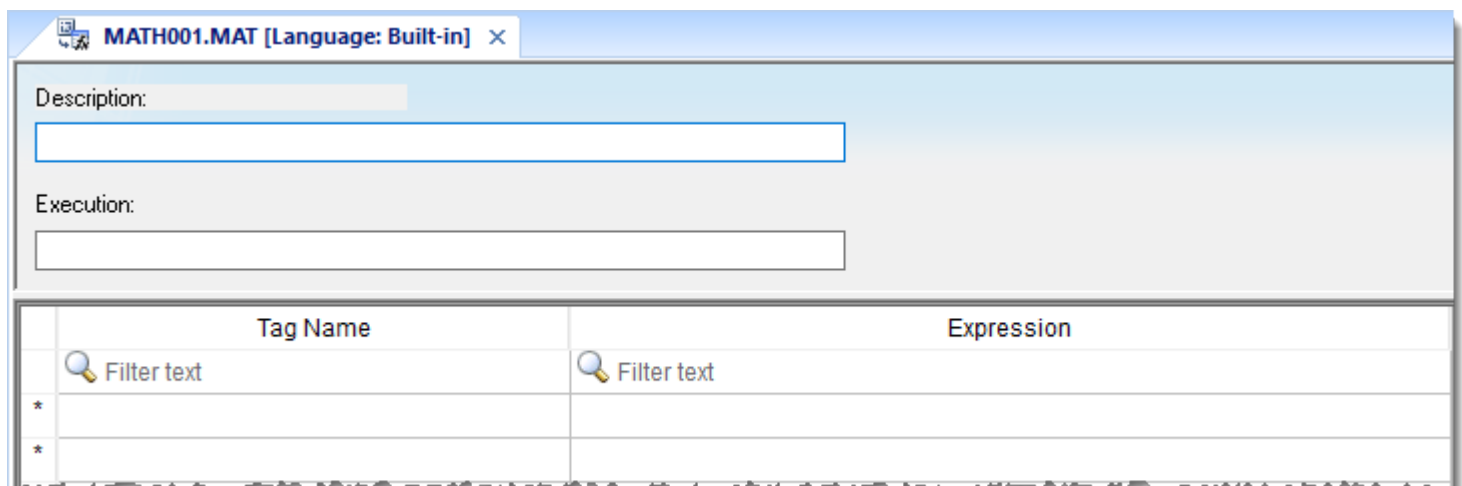 MATH001.MAT [Language: Built-in] ×
Description:
Execution:
Tag Name Expression
Filter text Filter text
*
*